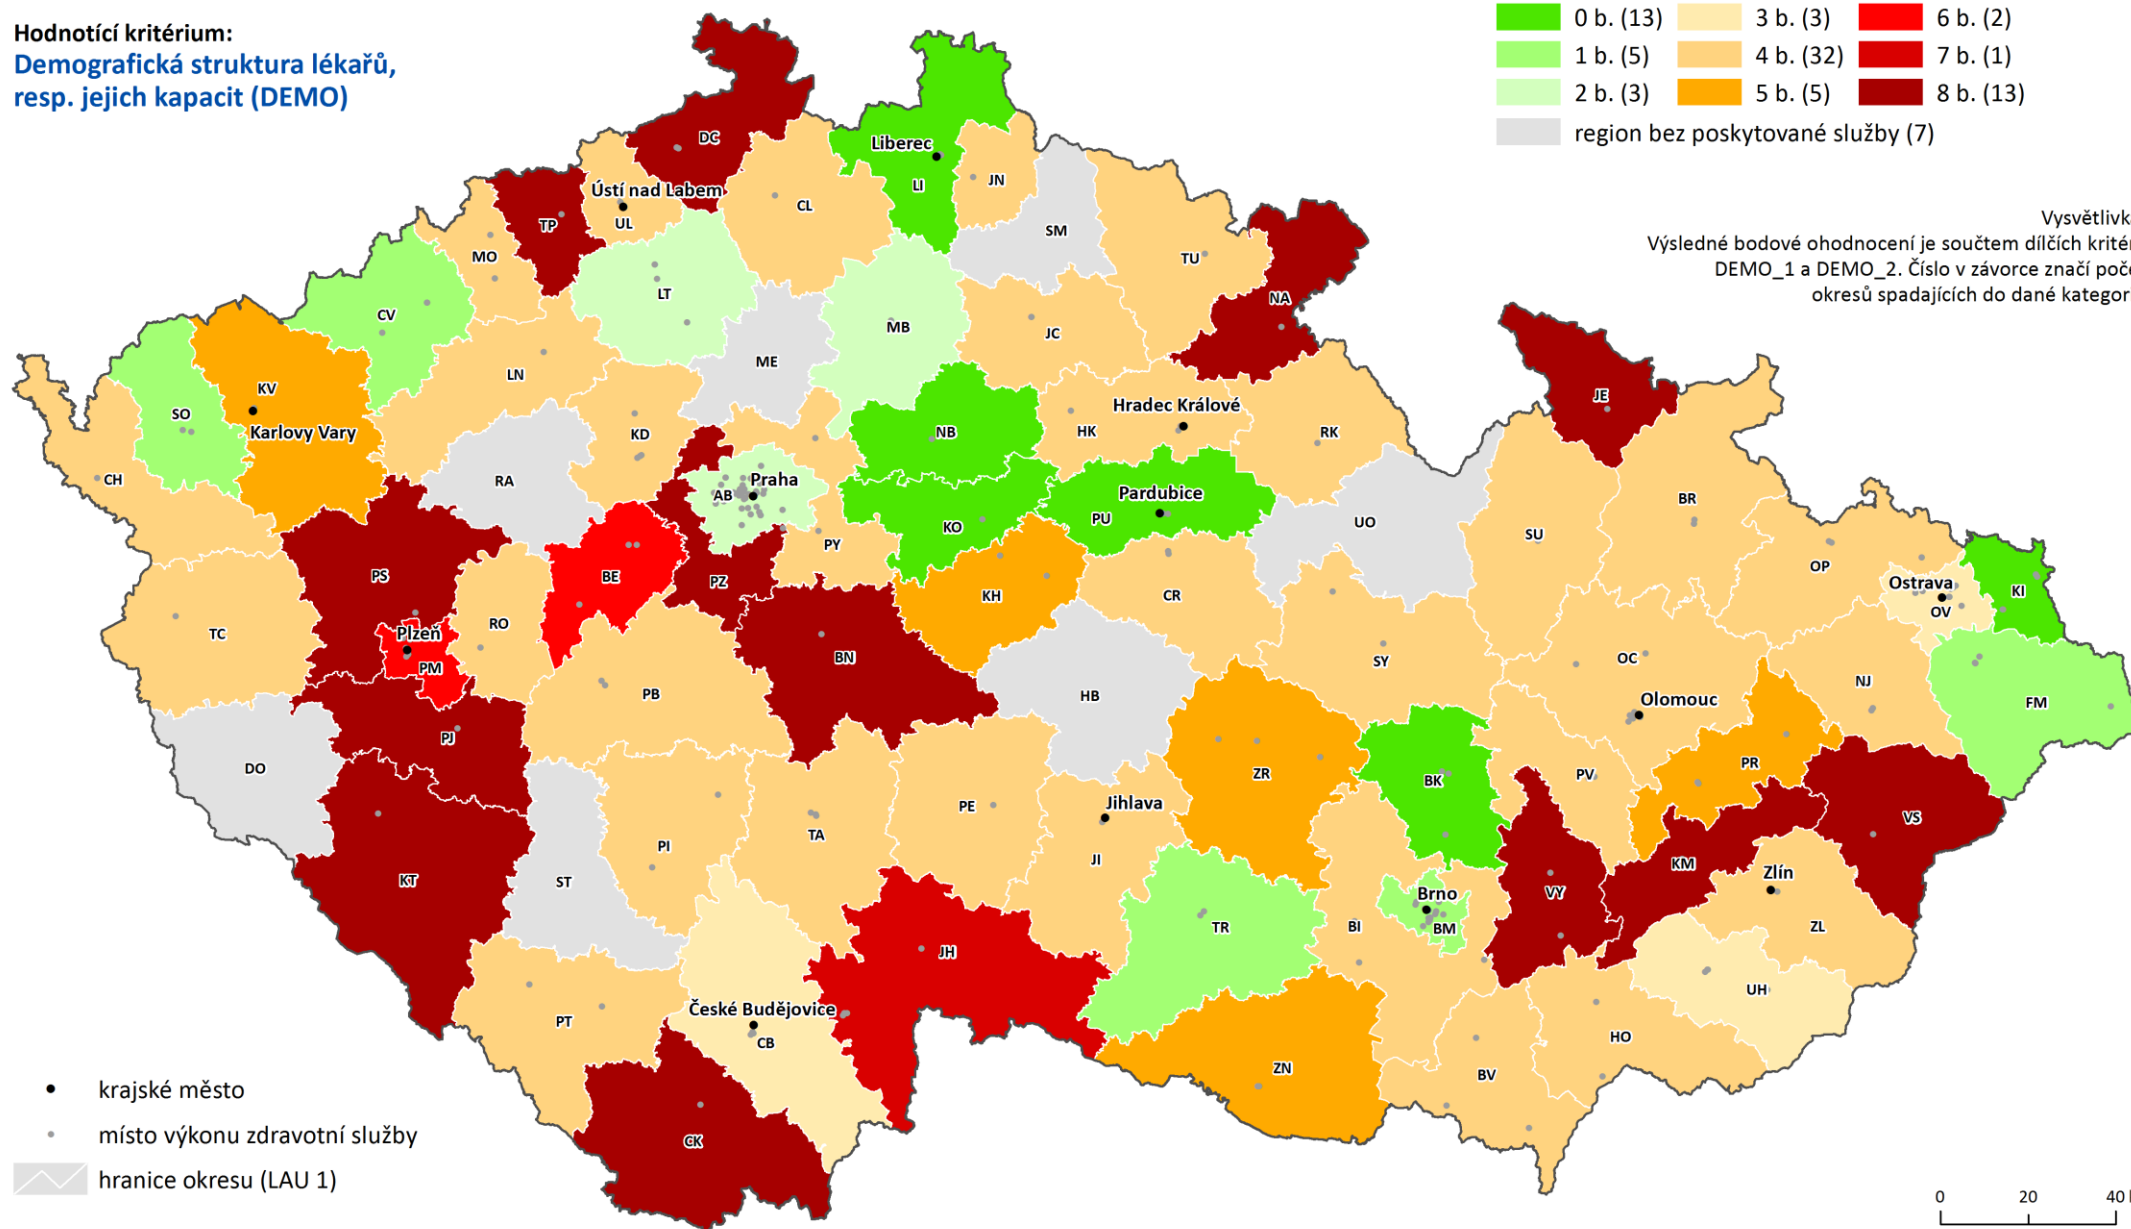 Hodnotící kritérium:
Demografická struktura lékařů,
resp. jejich kapacit (DEMO)
0 b. (13)
3 b. (3)
6 b. (2)
1 b. (5)
4 b. (32)
7 b. (1)
2 b. (3)
5 b. (5)
8 b. (13)
region bez poskytované služby (7)
Vysvětlivk
Výsledné bodové ohodnocení je součtem dílčích kritér
DEMO_1 a DEMO_2. Číslo v závorce značí poče
okresů spadajících do dané kategor
DC
Liberec
LI
JN
Ústí nad Labem
UL
TP
CL
SM
MO
TU
LT
NA
CV
MB
JC
ME
LN
KV
JE
SO
Karlovy Vary
KD
NB
HK
Hradec Králové
RK
CH
RA
AB
Praha
Pardubice
PU
BR
KO
UO
SU
PY
OP
PS
BE
PZ
KH
CR
Ostrava
OV
KI
TC
RO
Plzeň
PM
BN
SY
OC
PB
HB
Olomouc
NJ
FM
PJ
DO
ZR
BK
PV
PR
PE
Jihlava
JI
TA
PI
VS
KT
ST
KM
Zlín
ZL
VY
Brno
BM
BI
TR
JH
UH
České Budějovice
CB
PT
HO
ZN
BV
CK
krajské město
místo výkonu zdravotní služby
hranice okresu (LAU 1)
0
20
40